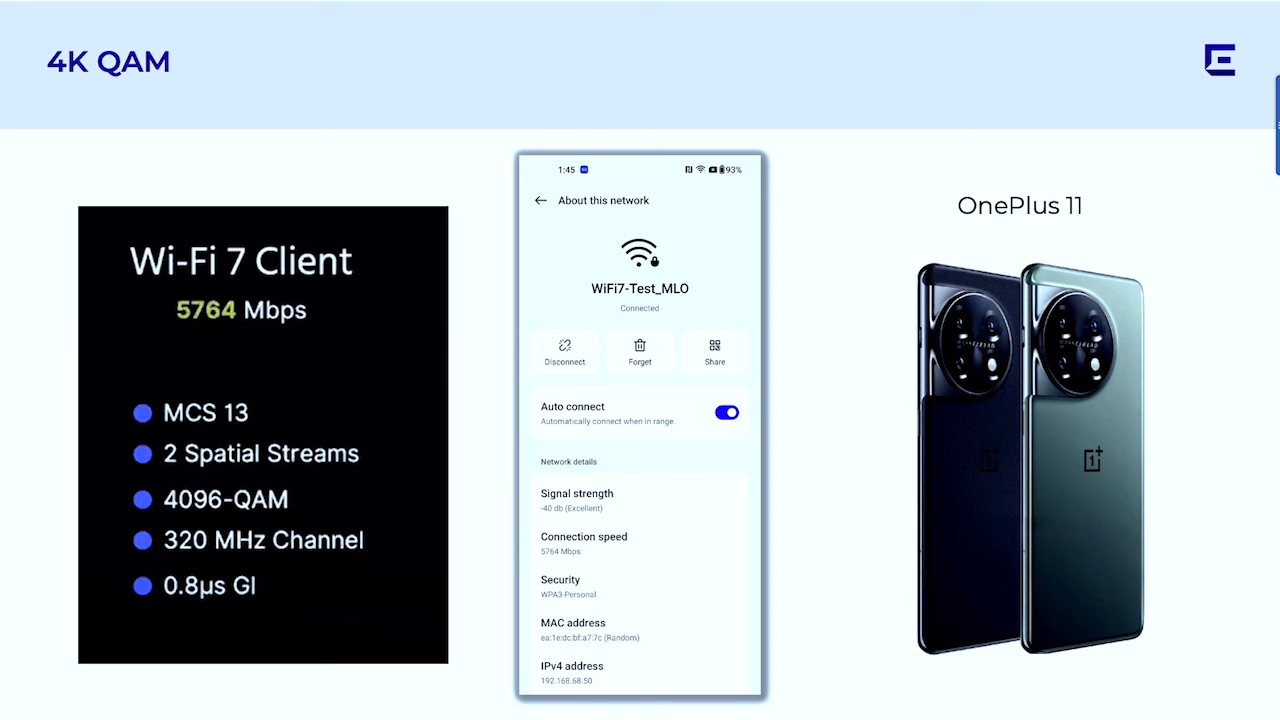 4K QAM
Wi-Fi 7 Client
5764 Mbps
MCS 13
2 Spatial Streams
4096-QAM
320 MHz Channel
0.8µs GI
1:45
93%
About this network
WiFi7-Test_MLO
Connected
Disconnect
Forget
Share
Auto connect
Automatically connect when in range.
Network details
Signal strength
-40 db (Excellent)
Connection speed
5764 Mbps
Security
WPA3-Personal
MAC address
ea:1e:dc:bf:a7:7c (Random)
IPv4 address
192.168.68.50
OnePlus 11
HASSELBLAD
HASSELBLAD